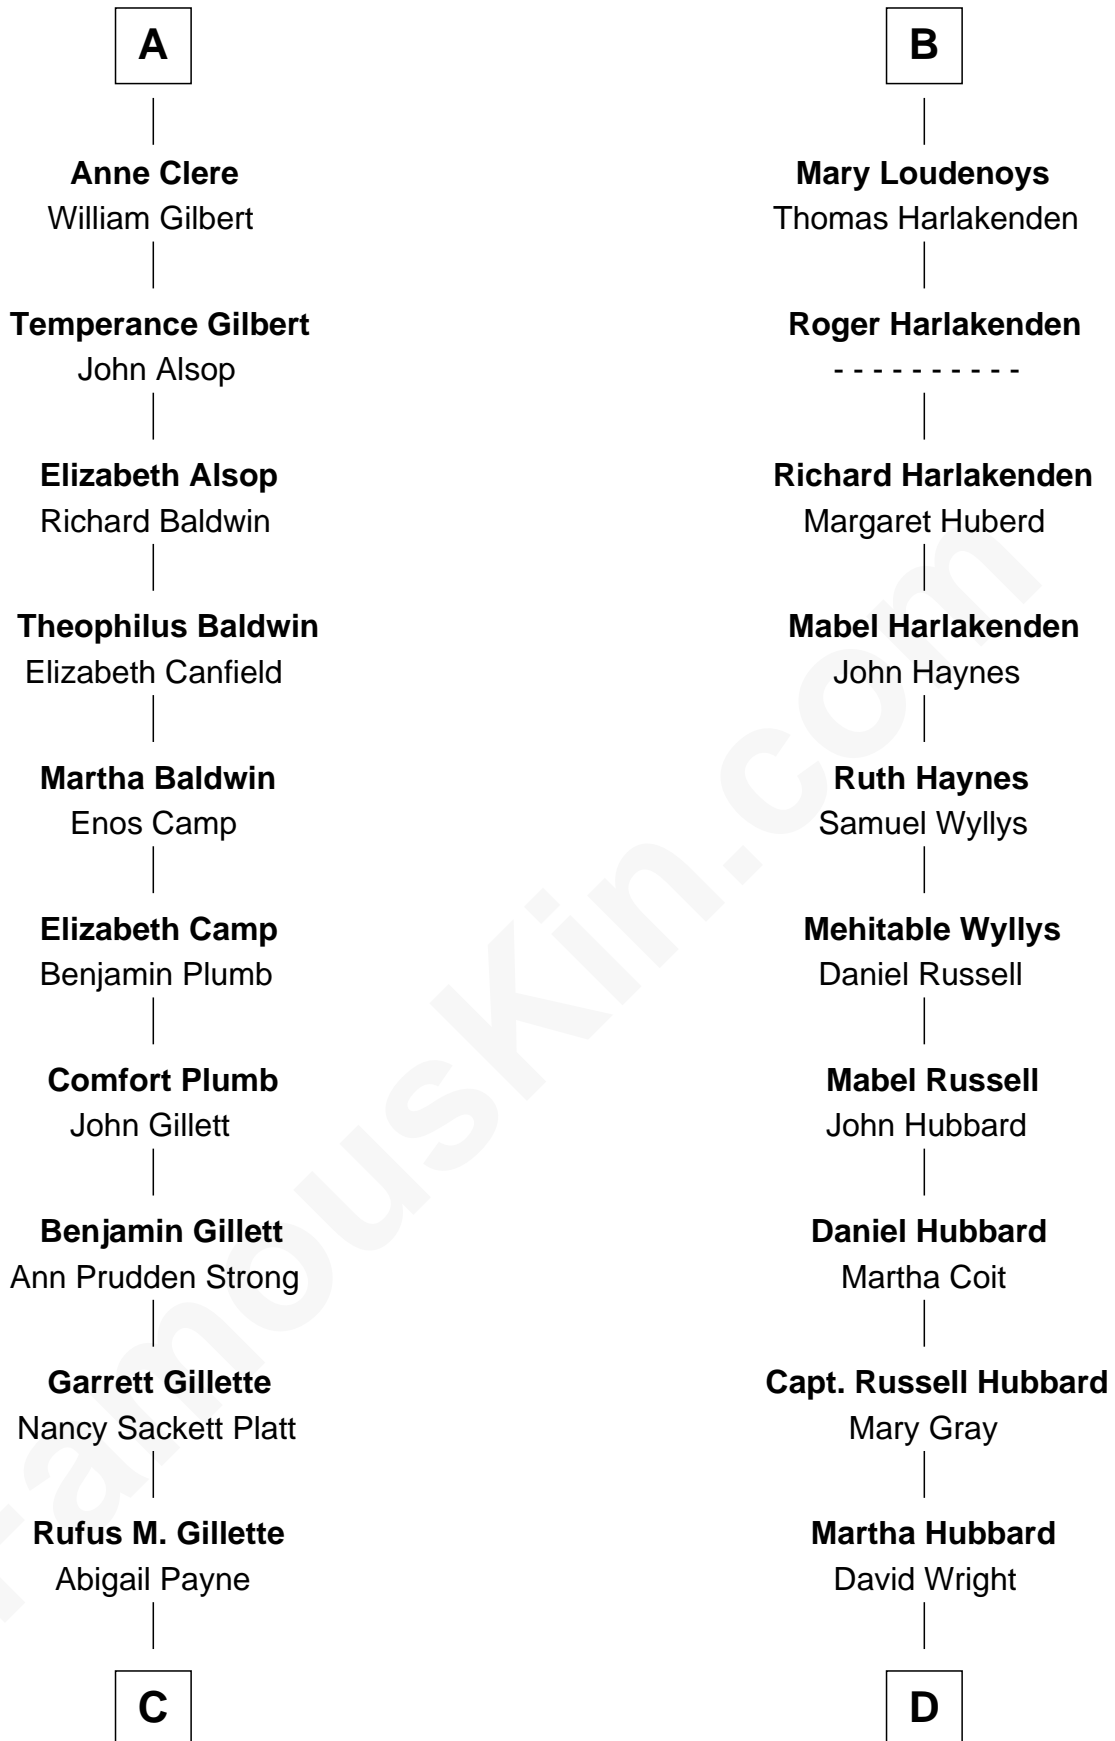 A
Anne Clere
William Gilbert
Temperance Gilbert
John Alsop
Elizabeth Alsop
Richard Baldwin
Theophilus Baldwin
Elizabeth Canfield
Martha Baldwin
Enos Camp
Elizabeth Camp
Benjamin Plumb
Comfort Plumb
John Gillett
Benjamin Gillett
Ann Prudden Strong
Garrett Gillette
Nancy Sackett Platt
Rufus M. Gillette
Abigail Payne
C
B
Mary Loudenoys
Thomas Harlakenden
Roger Harlakenden
- - - - - - - - - -
Richard Harlakenden
Margaret Huberd
Mabel Harlakenden
John Haynes
Ruth Haynes
Samuel Wyllys
Mehitable Wyllys
Daniel Russell
Mabel Russell
John Hubbard
Daniel Hubbard
Martha Coit
Capt. Russell Hubbard
Mary Gray
Martha Hubbard
David Wright
D
FamousKin.com